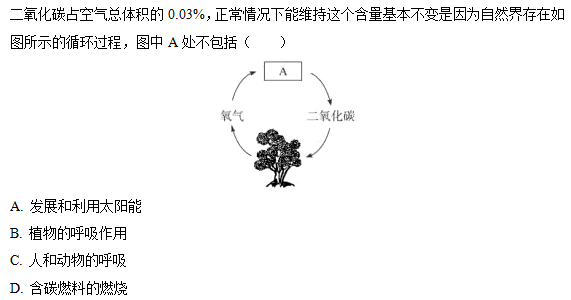 二氧化碳占空气总体积的 0.03%，正常情况下能维持这个含量基本不变是因为自然界存在如
图所示的循环过程，图中 A 处不包括（　　）
A
氧气
二氧化碳
A. 发展和利用太阳能
B. 植物的呼吸作用
C. 人和动物的呼吸
D. 含碳燃料的燃烧